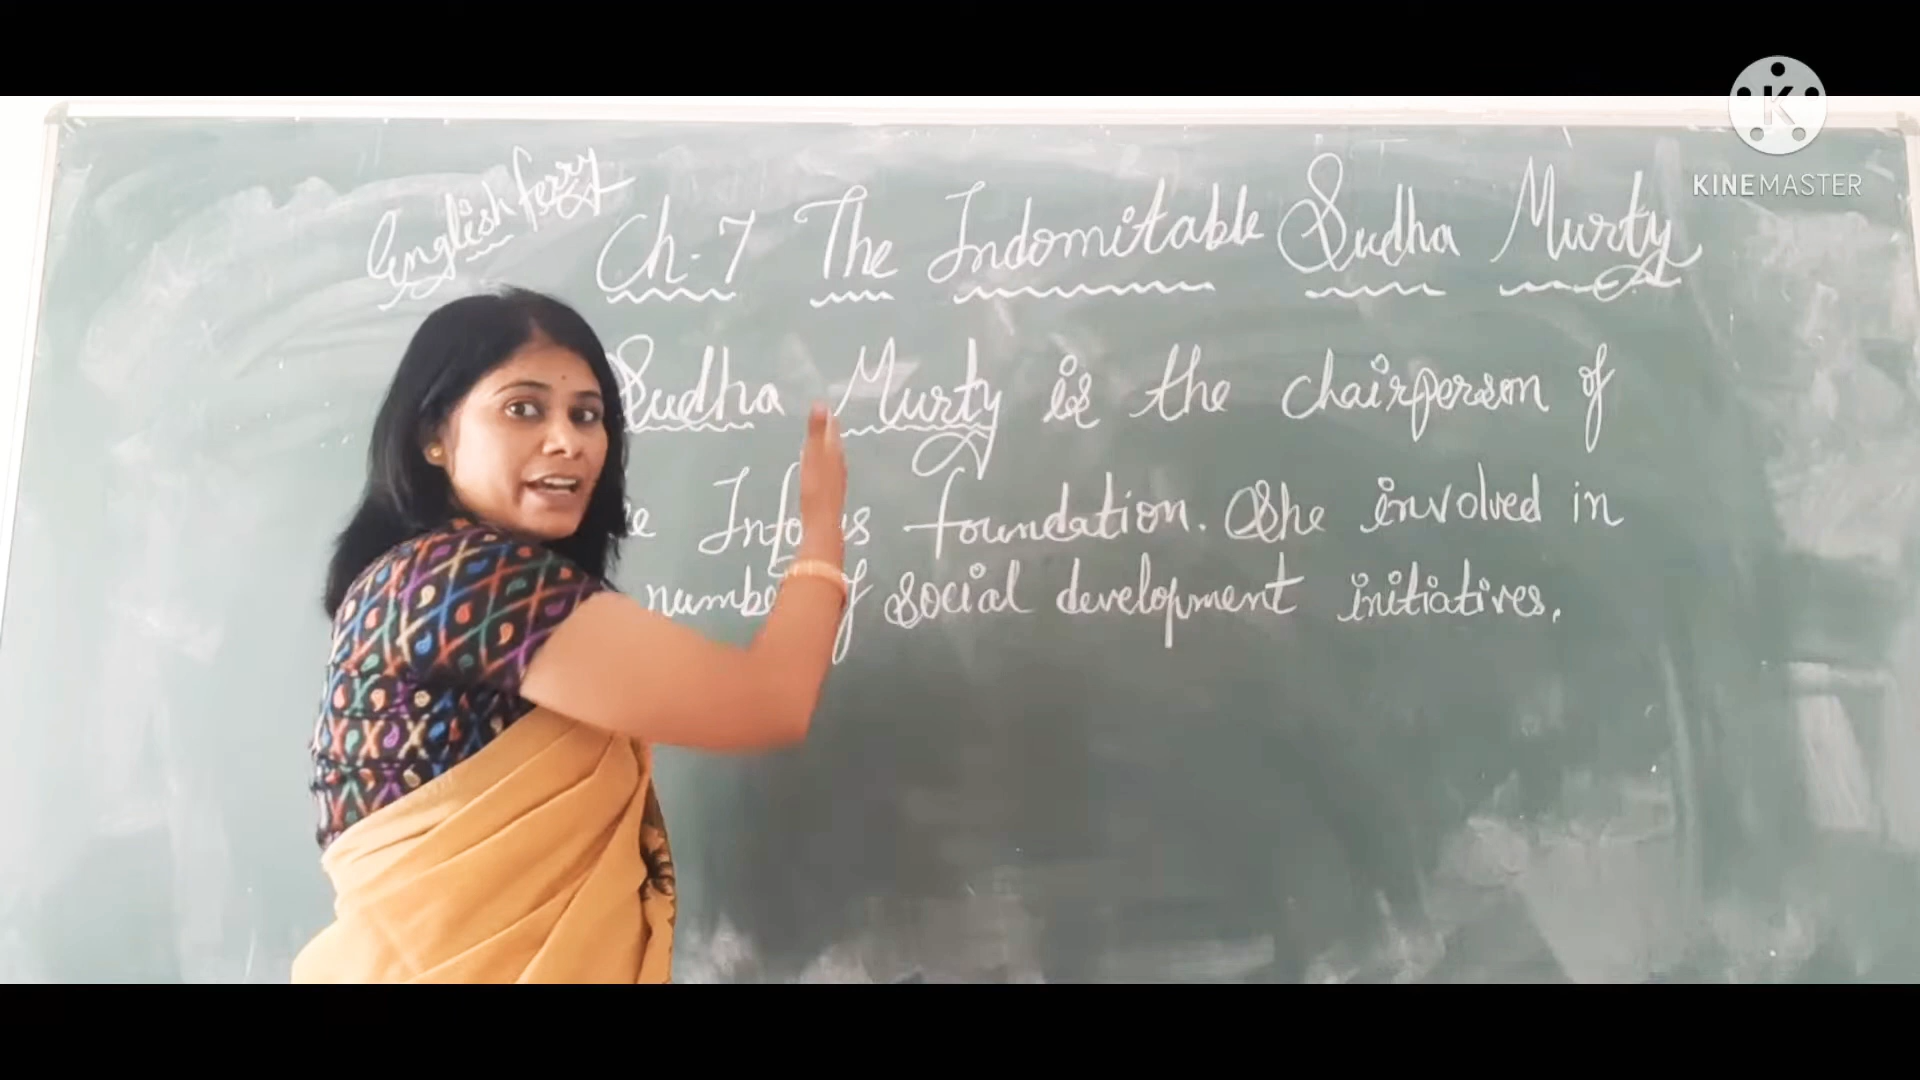 English ferry
Ch-7 The Indomitable Sudha Murty
Sudha Murty is the chairperson of
foundation. She involved in
social development initiatives.
KINEMASTER